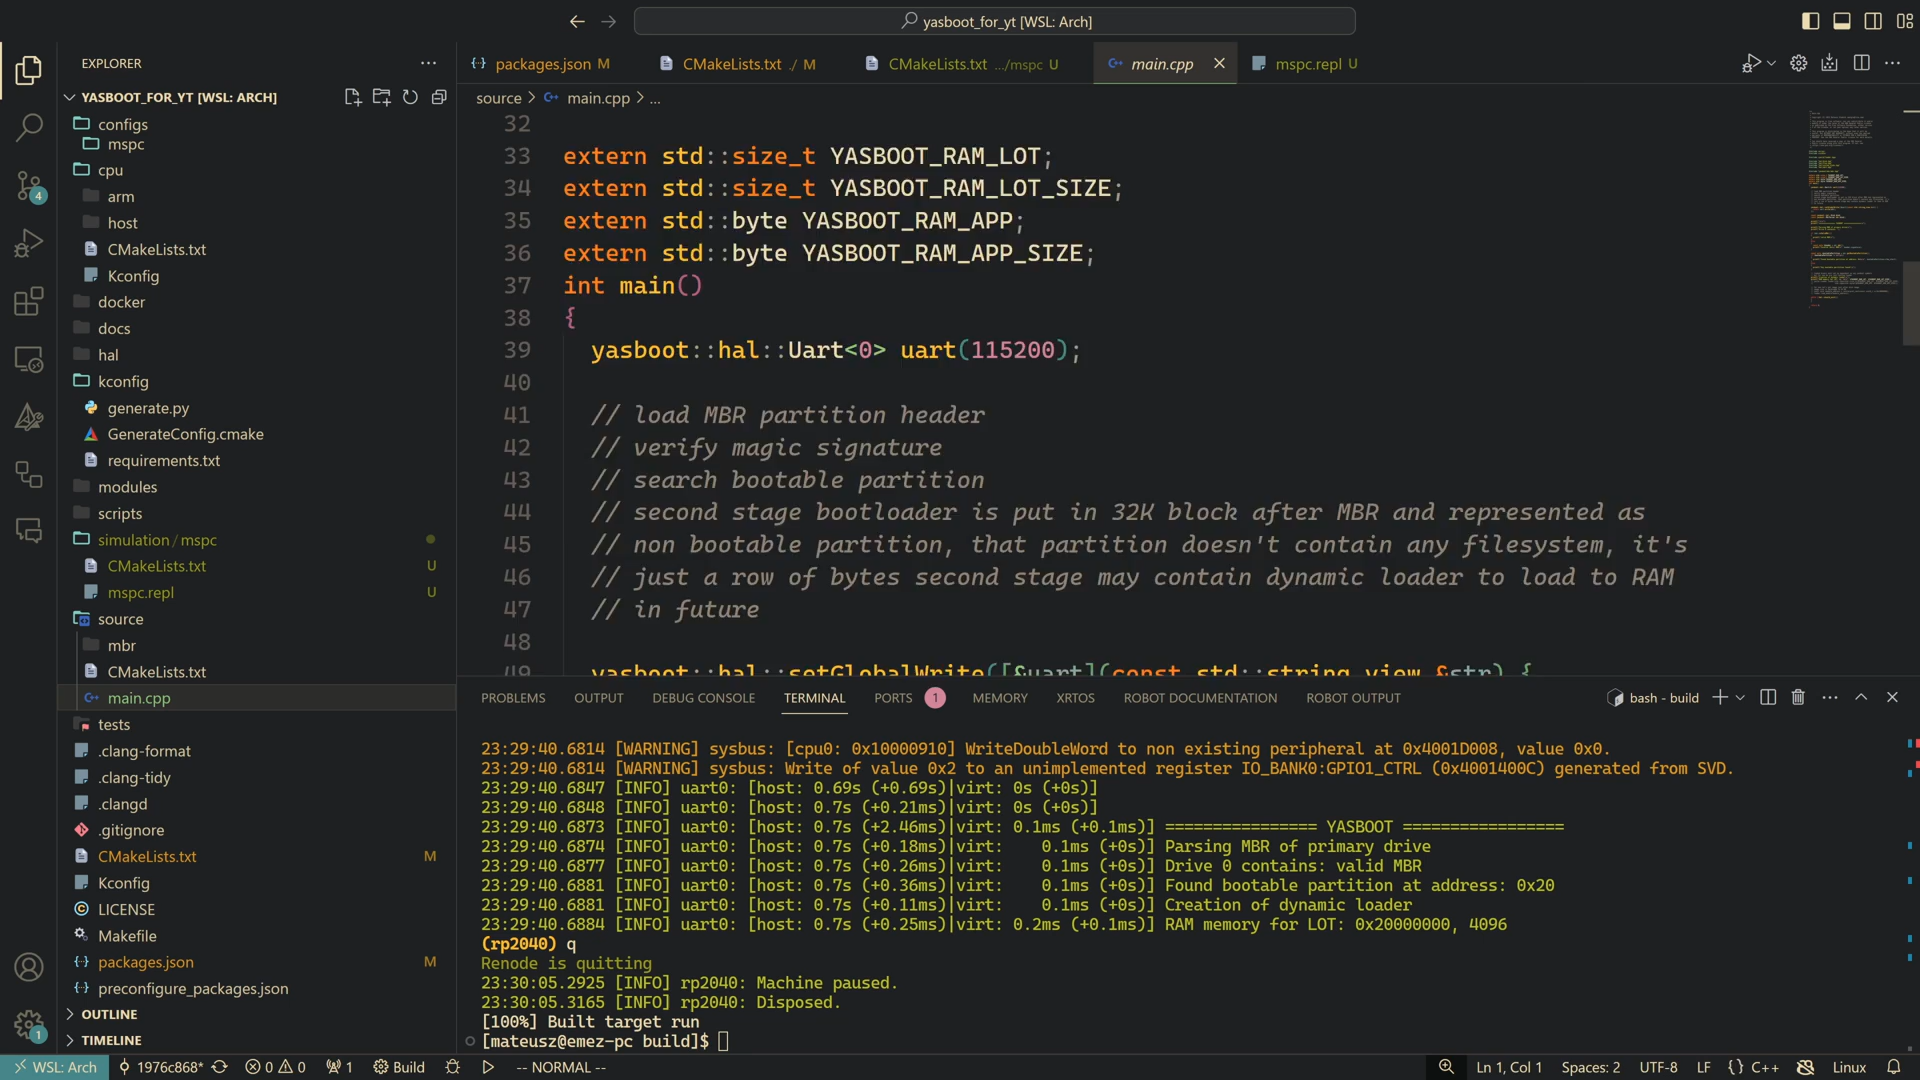 yasboot_for_yt [WSL: Arch]
EXPLORER
packages.json M
CMakeLists.txt ./ M
CMakeLists.txt .../mspc U
main.cpp
mspc.repl U
YASBOOT_FOR_YT [WSL: ARCH]
source > main.cpp > ...
configs
mspc
cpu
arm
host
CMakeLists.txt
Kconfig
docker
docs
hal
kconfig
generate.py
GenerateConfig.cmake
requirements.txt
modules
scripts
simulation / mspc
CMakeLists.txt U
mspc.repl U
source
mbr
CMakeLists.txt
main.cpp
tests
.clang-format
.clang-tidy
.clangd
.gitignore
CMakeLists.txt M
Kconfig
LICENSE
Makefile
packages.json M
preconfigure_packages.json
OUTLINE
TIMELINE
4
1
32
33 extern std::size_t YASBOOT_RAM_LOT;
34 extern std::size_t YASBOOT_RAM_LOT_SIZE;
35 extern std::byte YASBOOT_RAM_APP;
36 extern std::byte YASBOOT_RAM_APP_SIZE;
37 int main()
38 {
39 yasboot::hal::Uart<0> uart(115200);
40
41 // load MBR partition header
42 // verify magic signature
43 // search bootable partition
44 // second stage bootloader is put in 32K block after MBR and represented as
45 // non bootable partition, that partition doesn't contain any filesystem, it's
46 // just a row of bytes second stage may contain dynamic loader to load to RAM
47 // in future
48
49 yasboot::hal::setGlobalWrite([&uart](const std::string_view &str) {
PROBLEMS OUTPUT DEBUG CONSOLE TERMINAL PORTS 1 MEMORY XRTOS ROBOT DOCUMENTATION ROBOT OUTPUT bash - build
23:29:40.6814 [WARNING] sysbus: [cpu0: 0x10000910] WriteDoubleWord to non existing peripheral at 0x4001D008, value 0x0.
23:29:40.6814 [WARNING] sysbus: Write of value 0x2 to an unimplemented register IO_BANK0:GPIO1_CTRL (0x4001400C) generated from SVD.
23:29:40.6847 [INFO] uart0: [host: 0.69s (+0.69s)|virt: 0s (+0s)]
23:29:40.6848 [INFO] uart0: [host: 0.7s (+0.21ms)|virt: 0s (+0s)]
23:29:40.6873 [INFO] uart0: [host: 0.7s (+2.46ms)|virt: 0.1ms (+0.1ms)] ================ YASBOOT =================
23:29:40.6874 [INFO] uart0: [host: 0.7s (+0.18ms)|virt: 0.1ms (+0s)] Parsing MBR of primary drive
23:29:40.6877 [INFO] uart0: [host: 0.7s (+0.26ms)|virt: 0.1ms (+0s)] Drive 0 contains: valid MBR
23:29:40.6881 [INFO] uart0: [host: 0.7s (+0.36ms)|virt: 0.1ms (+0s)] Found bootable partition at address: 0x20
23:29:40.6881 [INFO] uart0: [host: 0.7s (+0.11ms)|virt: 0.1ms (+0s)] Creation of dynamic loader
23:29:40.6884 [INFO] uart0: [host: 0.7s (+0.25ms)|virt: 0.2ms (+0.1ms)] RAM memory for LOT: 0x20000000, 4096
(rp2040) q
Renode is quitting
23:30:05.2925 [INFO] rp2040: Machine paused.
23:30:05.3165 [INFO] rp2040: Disposed.
[100%] Built target run
[mateusz@emez-pc build]$
WSL: Arch 1976c868* 0 0 1 Build -- NORMAL -- Ln 1, Col 1 Spaces: 2 UTF-8 LF {} C++ Linux